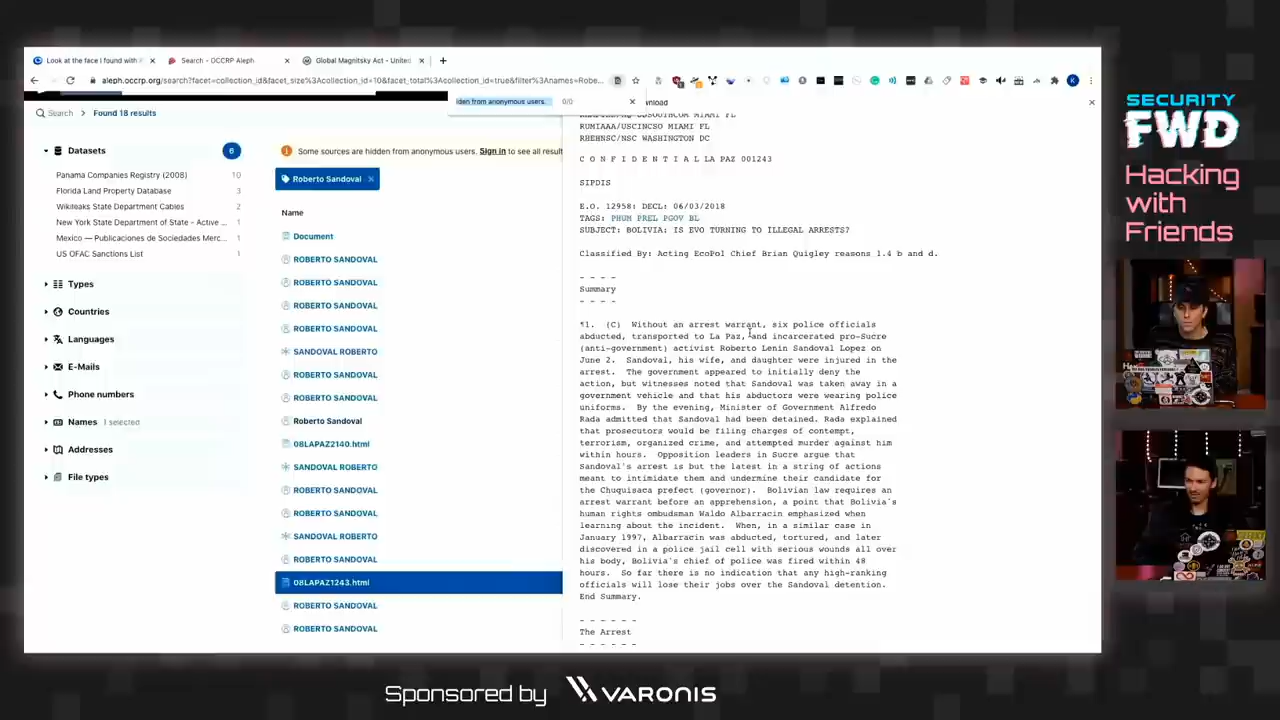 Look at the face I found with F
Search - OCCRP Aleph
Global Magnitsky Act - United
aleph.occrp.org/search?facet=collection_id&facet_size%3Acollection_id=10&facet_total%3Acollection_id=true&filter%3Anames=Robe...
dden from anonymous users.
0/0
Search
Found 18 results
Datasets
6
Panama Companies Registry (2008)
10
Florida Land Property Database
3
Wikileaks State Department Cables
2
New York State Department of State - Active ...
1
Mexico — Publicaciones de Sociedades Merc...
1
US OFAC Sanctions List
1
Types
Countries
Languages
E-Mails
Phone numbers
Names 1 selected
Addresses
File types
Some sources are hidden from anonymous users. Sign in to see all result
Roberto Sandoval
Name
Document
ROBERTO SANDOVAL
ROBERTO SANDOVAL
ROBERTO SANDOVAL
ROBERTO SANDOVAL
SANDOVAL ROBERTO
ROBERTO SANDOVAL
ROBERTO SANDOVAL
Roberto Sandoval
08LAPAZ2140.html
SANDOVAL ROBERTO
ROBERTO SANDOVAL
ROBERTO SANDOVAL
SANDOVAL ROBERTO
ROBERTO SANDOVAL
08LAPAZ1243.html
ROBERTO SANDOVAL
ROBERTO SANDOVAL
nload
MIAMI FL
RUMIAAA/USCINCSO MIAMI FL
RHEHNSC/NSC WASHINGTON DC
C O N F I D E N T I A L LA PAZ 001243
SIPDIS
E.O. 12958: DECL: 06/03/2018
TAGS: PHUM PREL PGOV BL
SUBJECT: BOLIVIA: IS EVO TURNING TO ILLEGAL ARRESTS?
Classified By: Acting EcoPol Chief Brian Quigley reasons 1.4 b and d.
- - - -
Summary
- - - -
¶1. (C) Without an arrest warrant, six police officials
abducted, transported to La Paz, and incarcerated pro-Sucre
(anti-government) activist Roberto Lenin Sandoval Lopez on
June 2. Sandoval, his wife, and daughter were injured in the
arrest. The government appeared to initially deny the
action, but witnesses noted that Sandoval was taken away in a
government vehicle and that his abductors were wearing police
uniforms. By the evening, Minister of Government Alfredo
Rada admitted that Sandoval had been detained. Rada explained
that prosecutors would be filing charges of contempt,
terrorism, organized crime, and attempted murder against him
within hours. Opposition leaders in Sucre argue that
Sandoval's arrest is but the latest in a string of actions
meant to intimidate them and undermine their candidate for
the Chuquisaca prefect (governor). Bolivian law requires an
arrest warrant before an apprehension, a point that Bolivia's
human rights ombudsman Waldo Albarracin emphasized when
learning about the incident. When, in a similar case in
January 1997, Albarracin was abducted, tortured, and later
discovered in a police jail cell with serious wounds all over
his body, Bolivia's chief of police was fired within 48
hours. So far there is no indication that any high-ranking
officials will lose their jobs over the Sandoval detention.
End Summary.
- - - - - -
The Arrest
- - - - - -
SECURITY
FWD
Hacking
with
Friends
Sponsored by VARONIS